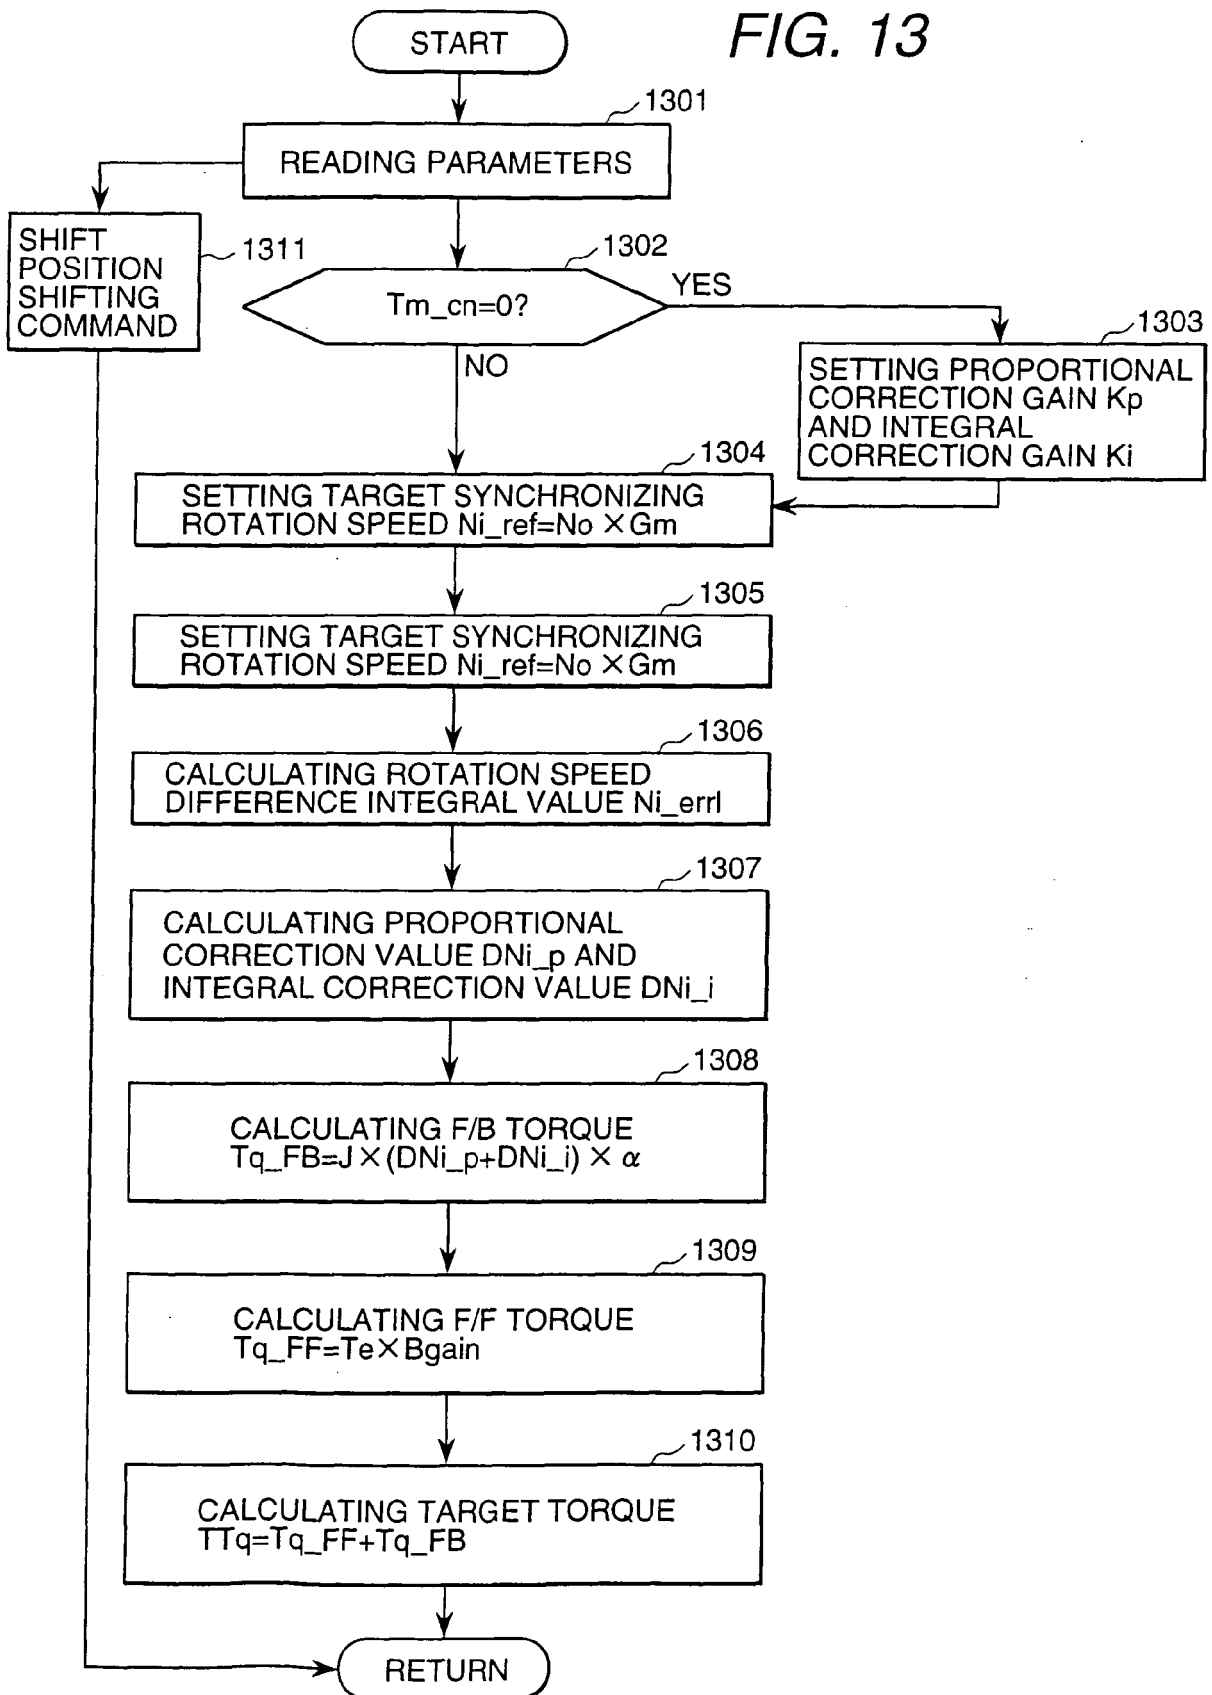 FIG. 13
START
1301
READING PARAMETERS
SHIFT
POSITION
SHIFTING
COMMAND
1311
1302
Tm_cn=0?
YES
NO
1303
SETTING PROPORTIONAL
CORRECTION GAIN Kp
AND INTEGRAL
CORRECTION GAIN Ki
1304
SETTING TARGET SYNCHRONIZING
ROTATION SPEED Ni_ref=No×Gm
1305
SETTING TARGET SYNCHRONIZING
ROTATION SPEED Ni_ref=No×Gm
1306
CALCULATING ROTATION SPEED
DIFFERENCE INTEGRAL VALUE Ni_errI
1307
CALCULATING PROPORTIONAL
CORRECTION VALUE DNi_p AND
INTEGRAL CORRECTION VALUE DNi_i
1308
CALCULATING F/B TORQUE
Tq_FB=J×(DNi_p+DNi_i)×α
1309
CALCULATING F/F TORQUE
Tq_FF=Te×Bgain
1310
CALCULATING TARGET TORQUE
TTq=Tq_FF+Tq_FB
RETURN